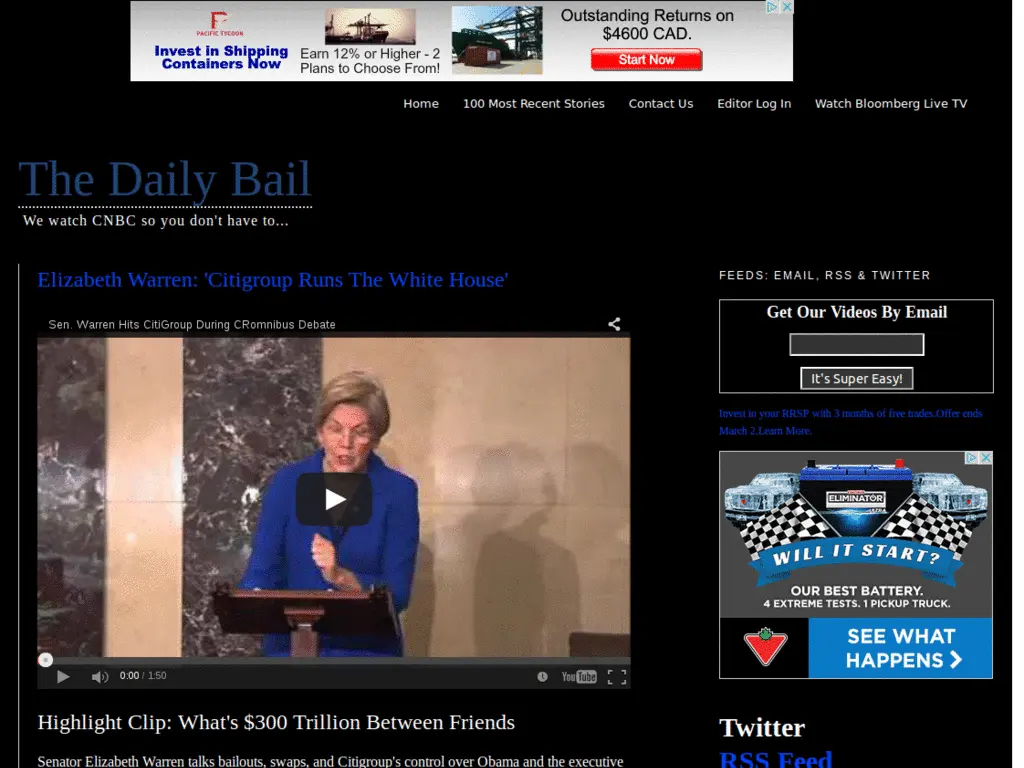 PACIFIC TYCOON
Invest in Shipping
Containers Now
Earn 12% or Higher - 2
Plans to Choose From!
Outstanding Returns on
$4600 CAD.
Start Now
Home
100 Most Recent Stories
Contact Us
Editor Log In
Watch Bloomberg Live TV
The Daily Bail
We watch CNBC so you don't have to...
Elizabeth Warren: 'Citigroup Runs The White House'
Sen. Warren Hits CitiGroup During CRomnibus Debate
0:00 / 1:50
YouTube
Highlight Clip: What's $300 Trillion Between Friends
Senator Elizabeth Warren talks bailouts, swaps, and Citigroup's control over Obama and the executive
FEEDS: EMAIL, RSS & TWITTER
Get Our Videos By Email
It's Super Easy!
Invest in your RRSP with 3 months of free trades.Offer ends
March 2.Learn More.
ELIMINATOR
ULTRA
WILL IT START?
OUR BEST BATTERY.
4 EXTREME TESTS. 1 PICKUP TRUCK.
SEE WHAT
HAPPENS
Twitter
RSS Feed